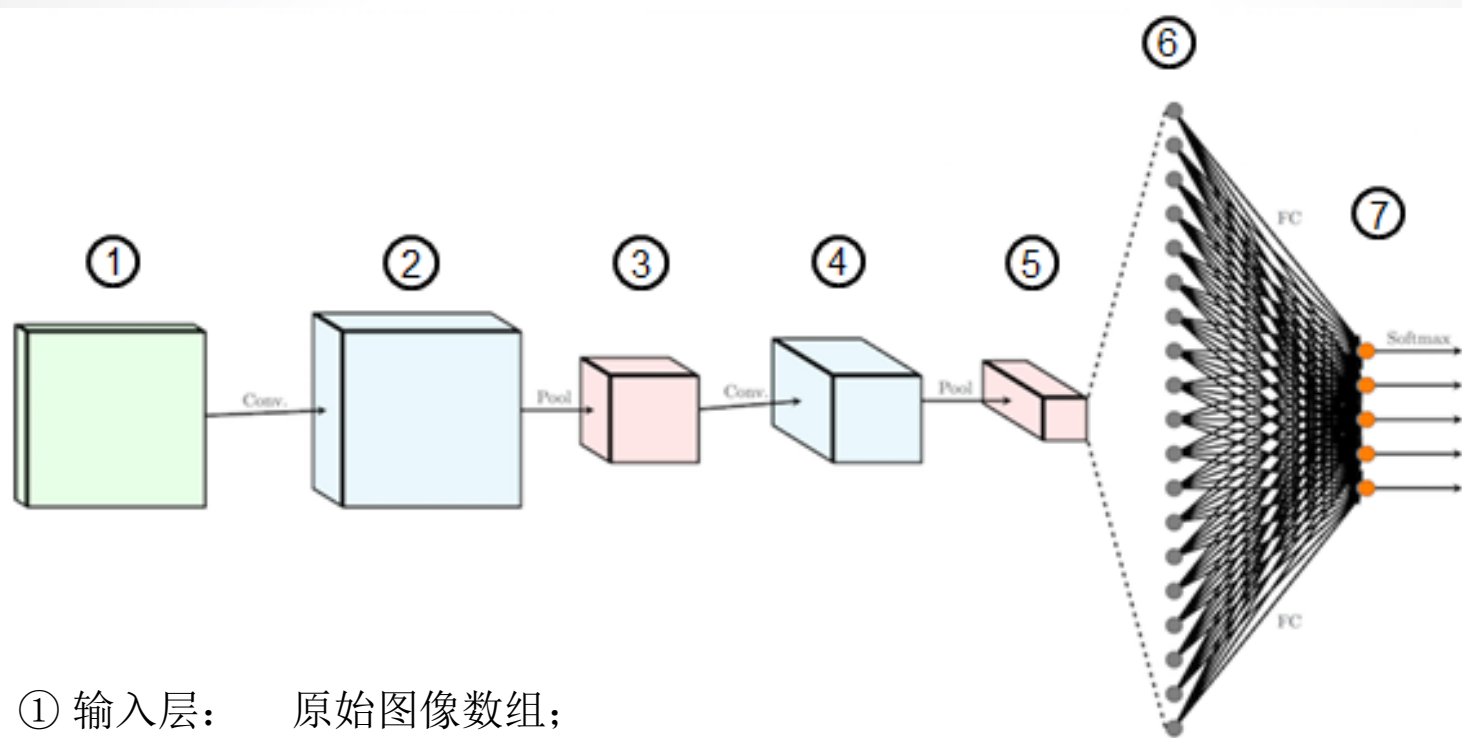 ⑥
⑦
FC
① ② ③ ④ ⑤
Conv. Pool Conv. Pool Softmax
FC
① 输入层： 原始图像数组；